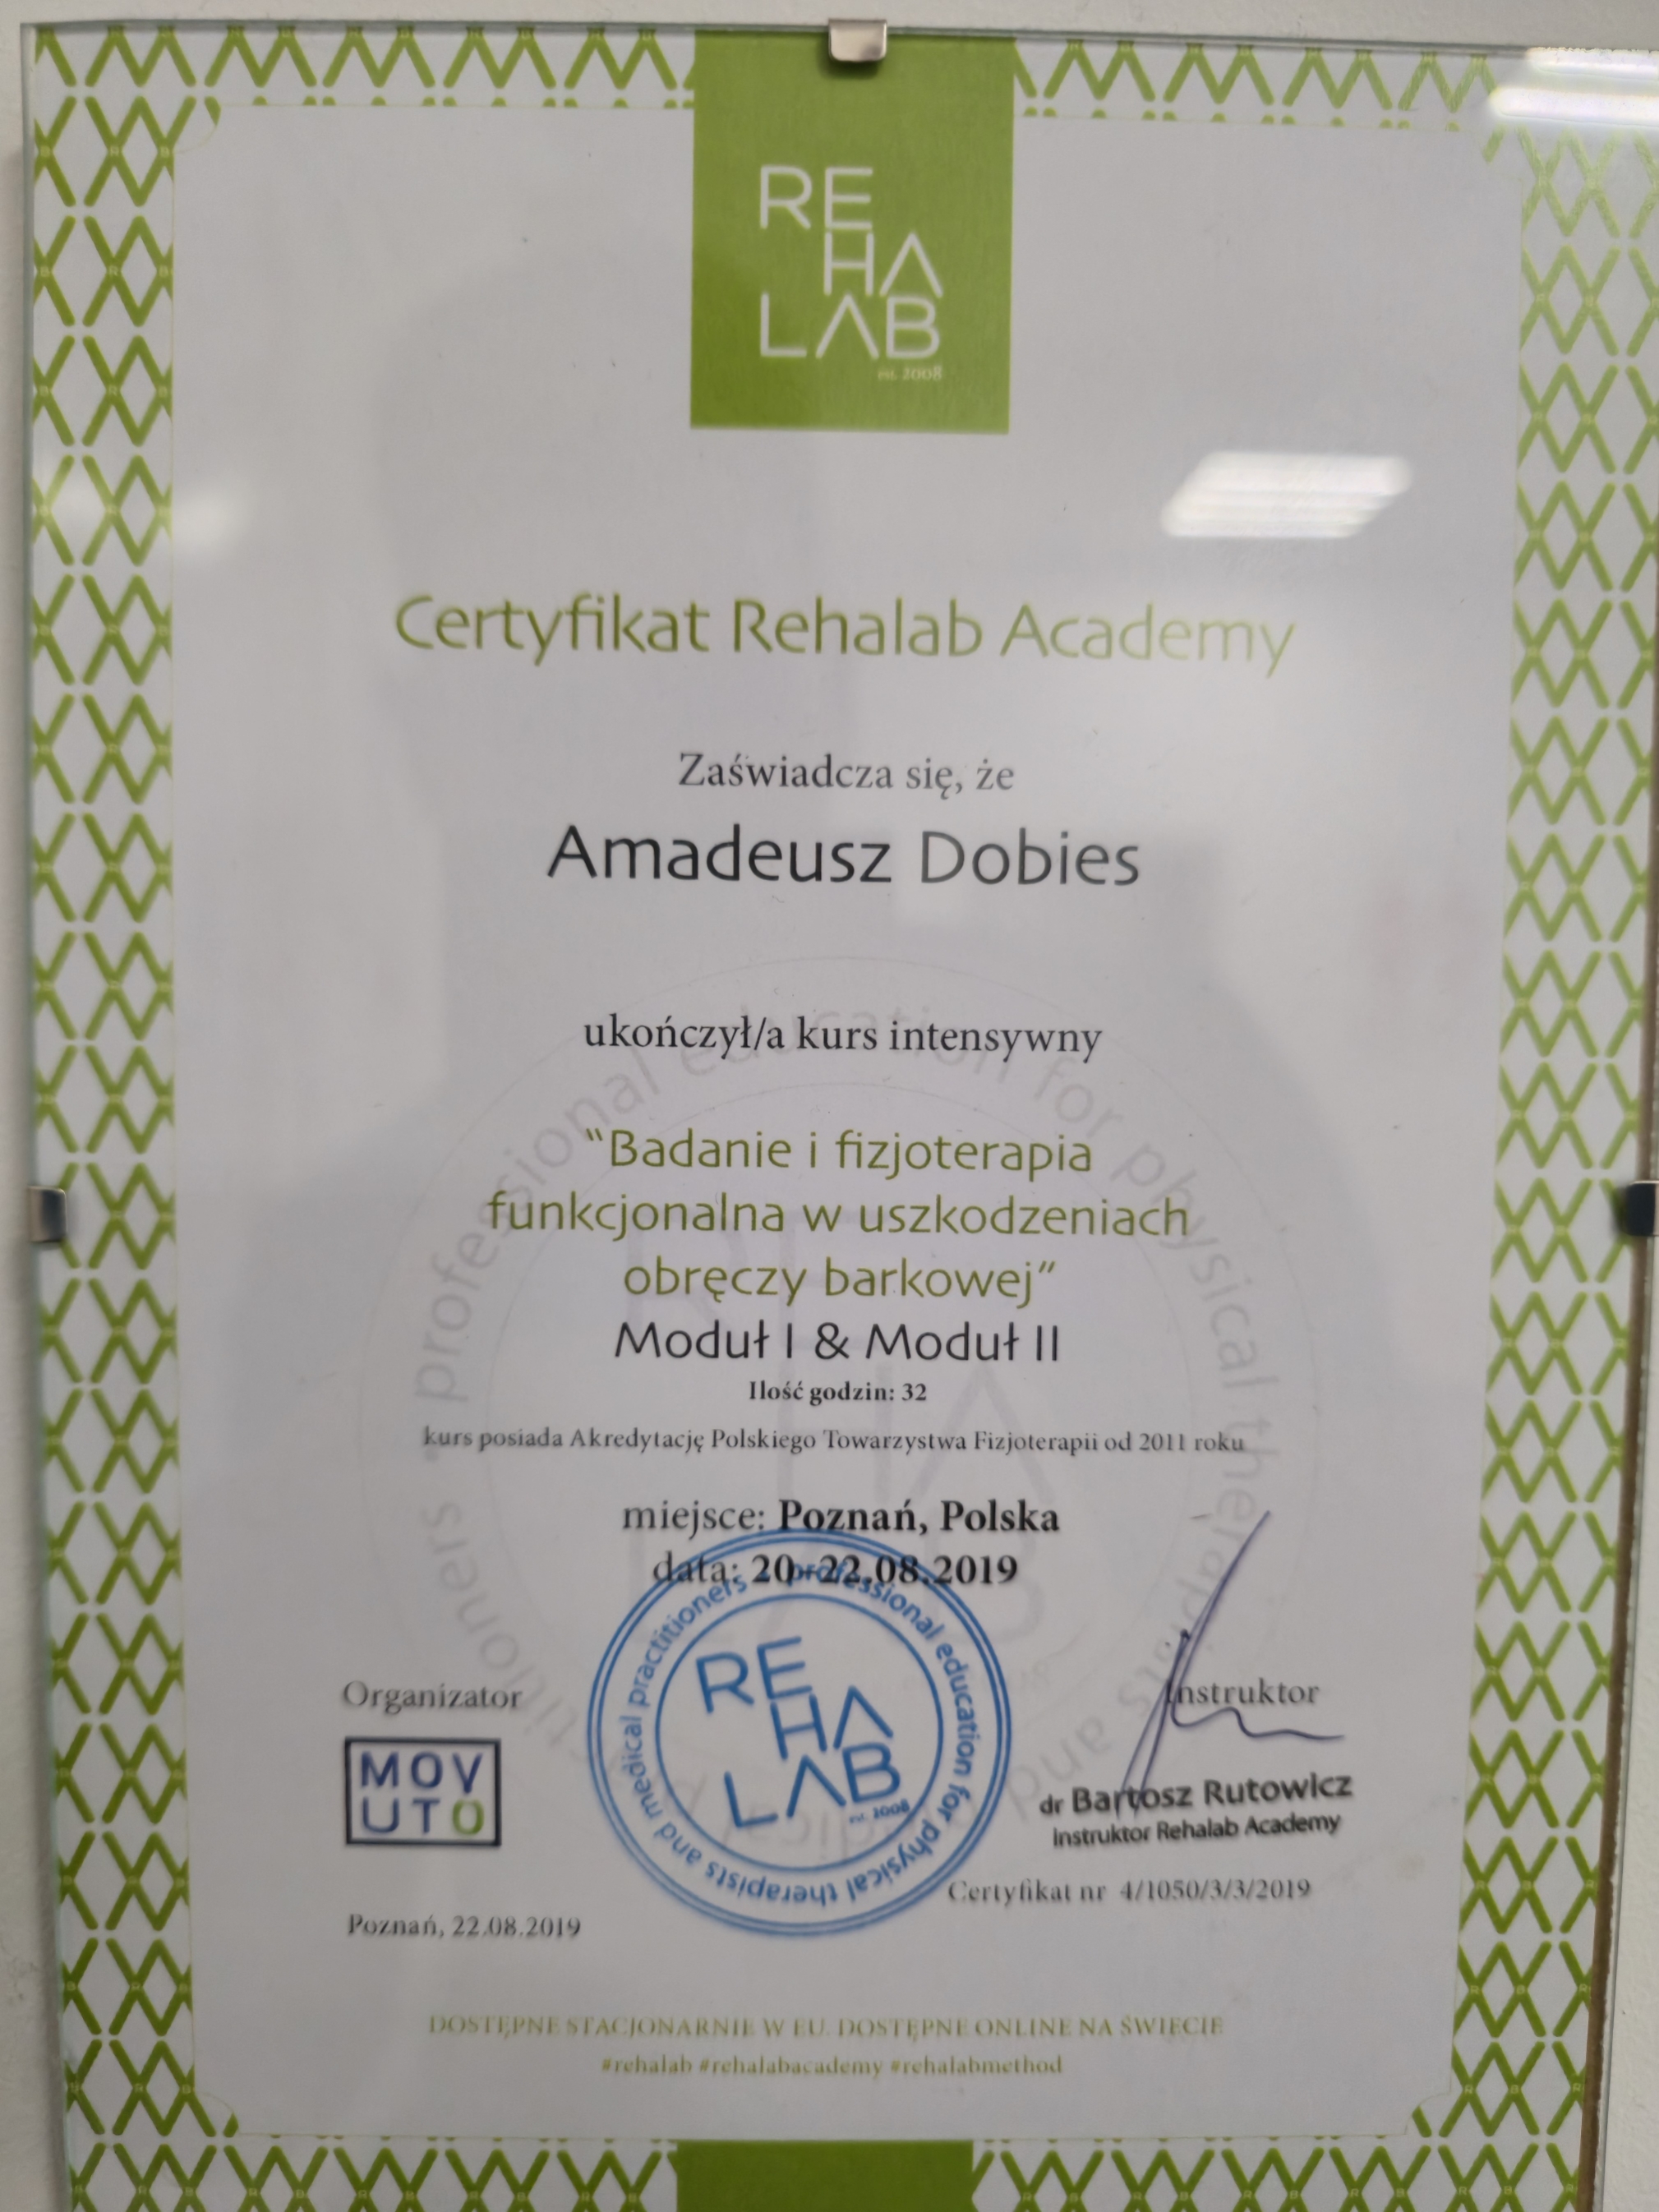 RE
HA
LAB
est. 2008
Certyfikat Rehalab Academy
Zaświadcza się, że
Amadeusz Dobies
ukończył/a kurs intensywny
"Badanie i fizjoterapia
funkcjonalna w uszkodzeniach
obręczy barkowej"
Moduł I & Moduł II
Ilość godzin: 32
kurs posiada Akredytację Polskiego Towarzystwa Fizjoterapii od 2011 roku
miejsce: Poznań, Polska
data: 20-22.08.2019
professional education for physical therapists and medical practitioners
RE
HA
LAB
est. 2008
Organizator
MOV
UTO
Instruktor
dr Bartosz Rutowicz
Instruktor Rehalab Academy
Certyfikat nr 4/1050/3/3/2019
Poznań, 22.08.2019
DOSTĘPNE STACJONARNIE W EU. DOSTĘPNE ONLINE NA ŚWIECIE
#rehalab #rehalabacademy #rehalabmethod